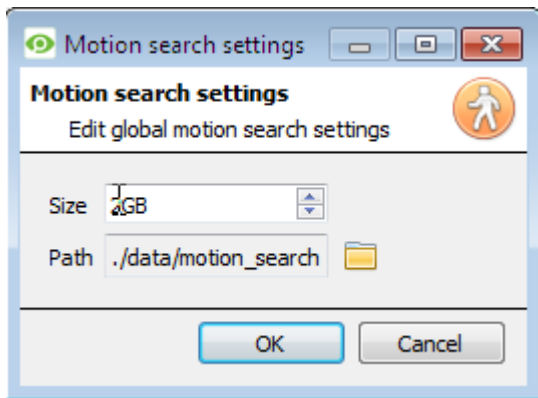 Motion search settings
Motion search settings
Edit global motion search settings
Size 2GB
Path ./data/motion_search
OK Cancel